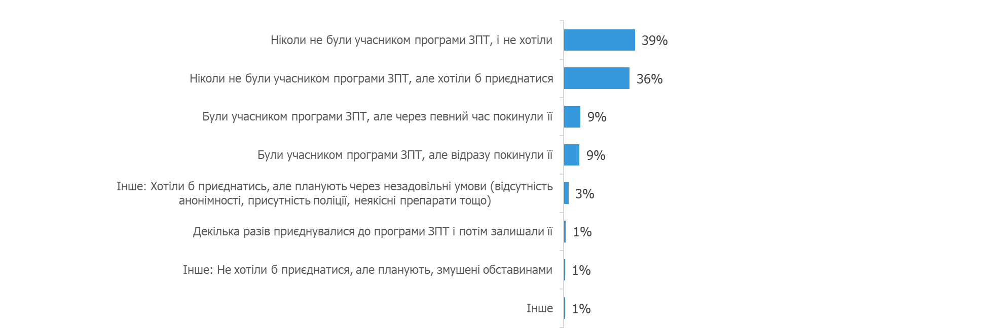 Ніколи не були учасником програми ЗПТ, і не хотіли 39%
Ніколи не були учасником програми ЗПТ, але хотіли б приєднатися 36%
Були учасником програми ЗПТ, але через певний час покинули її 9%
Були учасником програми ЗПТ, але відразу покинули її 9%
Інше: Хотіли б приєднатись, але планують через незадовільні умови (відсутність
анонімності, присутність поліції, неякісні препарати тощо) 3%
Декілька разів приєднувалися до програми ЗПТ і потім залишали її 1%
Інше: Не хотіли б приєднатися, але планують, змушені обставинами 1%
Інше 1%